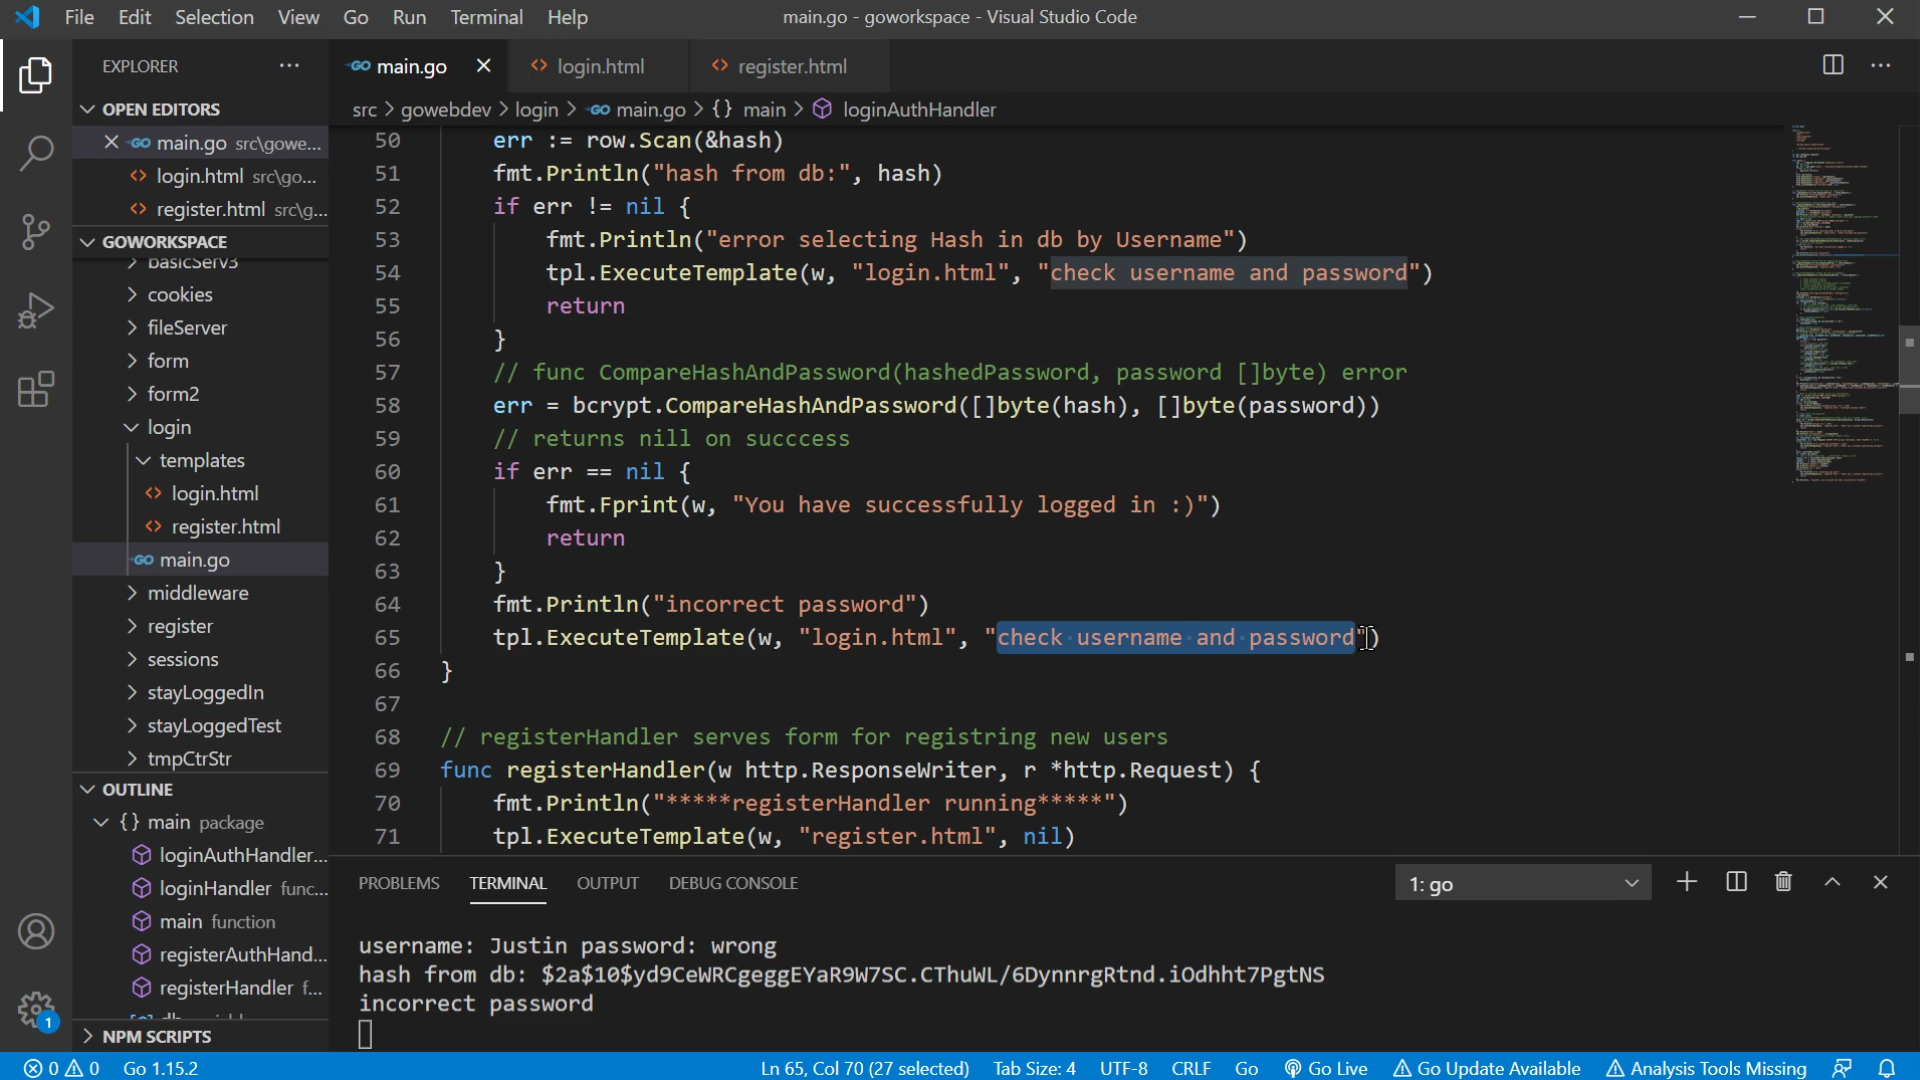 File Edit Selection View Go Run Terminal Help main.go - goworkspace - Visual Studio Code
EXPLORER
OPEN EDITORS
main.go src\gowe...
login.html src\go...
register.html src\g...
GOWORKSPACE
basicServ3
cookies
fileServer
form
form2
login
templates
login.html
register.html
main.go
middleware
register
sessions
stayLoggedIn
stayLoggedTest
tmpCtrStr
OUTLINE
{} main package
loginAuthHandler...
loginHandler func...
main function
registerAuthHand...
registerHandler f...
NPM SCRIPTS
main.go login.html register.html
src > gowebdev > login > main.go > {} main > loginAuthHandler
50 err := row.Scan(&hash)
51 fmt.Println("hash from db:", hash)
52 if err != nil {
53 fmt.Println("error selecting Hash in db by Username")
54 tpl.ExecuteTemplate(w, "login.html", "check username and password")
55 return
56 }
57 // func CompareHashAndPassword(hashedPassword, password []byte) error
58 err = bcrypt.CompareHashAndPassword([]byte(hash), []byte(password))
59 // returns nill on succcess
60 if err == nil {
61 fmt.Fprint(w, "You have successfully logged in :)")
62 return
63 }
64 fmt.Println("incorrect password")
65 tpl.ExecuteTemplate(w, "login.html", "check username and password")
66 }
67
68 // registerHandler serves form for registring new users
69 func registerHandler(w http.ResponseWriter, r *http.Request) {
70 fmt.Println("*****registerHandler running*****")
71 tpl.ExecuteTemplate(w, "register.html", nil)
PROBLEMS TERMINAL OUTPUT DEBUG CONSOLE 1: go
username: Justin password: wrong
hash from db: $2a$10$yd9CeWRCgeggEYaR9W7SC.CThuWL/6DynnrgRtnd.iOdhht7PgtNS
incorrect password
1
0 0 Go 1.15.2 Ln 65, Col 70 (27 selected) Tab Size: 4 UTF-8 CRLF Go Go Live Go Update Available Analysis Tools Missing